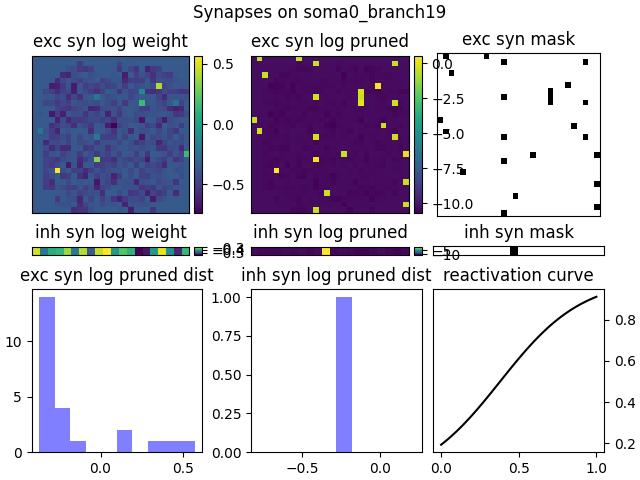 Synapses on soma0_branch19
exc syn log weight
exc syn log pruned
exc syn mask
0.5
0.0
−0.5
0.0
−2.5
−5.0
−7.5
−10.0
inh syn log weight
inh syn log pruned
inh syn mask
−10
exc syn log pruned dist
inh syn log pruned dist
reactivation curve
10
5
0
0.0
0.5
1.00
0.75
0.50
0.25
0.00
−0.5
0.0
0.8
0.6
0.4
0.2
0.0
0.5
1.0